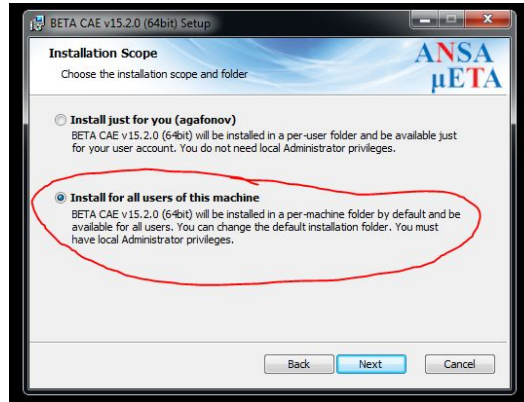 BETA CAE v15.2.0 (64bit) Setup
Installation Scope
Choose the installation scope and folder
ANSA
µETA
Install just for you (agafonov)
BETA CAE v15.2.0 (64bit) will be installed in a per-user folder and be available just
for your user account. You do not need local Administrator privileges.
Install for all users of this machine
BETA CAE v15.2.0 (64bit) will be installed in a per-machine folder by default and be
available for all users. You can change the default installation folder. You must
have local Administrator privileges.
Back Next Cancel